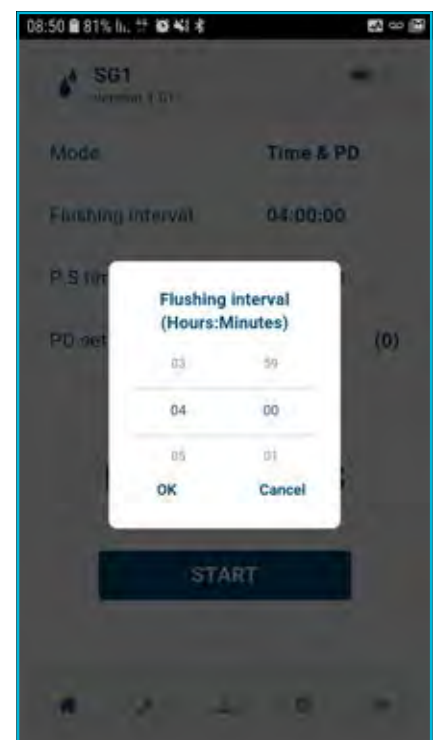 08:50 81%
SG1
Mode Time & PD
Flushing interval 04:00:00
P.S
PD set (0)
Flushing interval
(Hours:Minutes)
03 59
04 00
05 01
OK Cancel
START